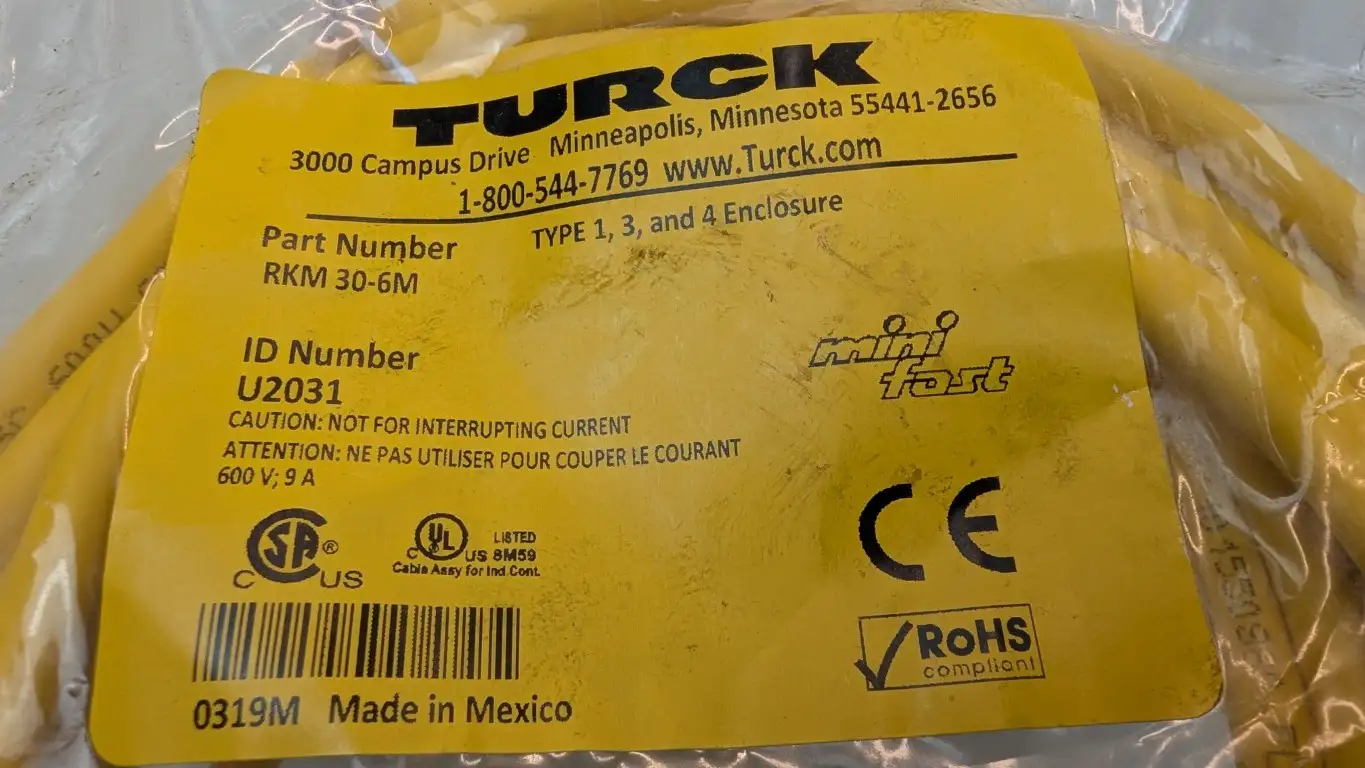 TURCK
3000 Campus Drive Minneapolis, Minnesota 55441-2656
1-800-544-7769 www.Turck.com
Part Number
TYPE 1, 3, and 4 Enclosure
RKM 30-6M
ID Number
U2031
mini
fast
CAUTION: NOT FOR INTERRUPTING CURRENT
ATTENTION: NE PAS UTILISER POUR COUPER LE COURANT
600 V; 9 A
CSA®
C US
UL
C US
LISTED
8M59
Cable Assy for Ind.Cont.
CE
RoHS
compliant
0319M Made in Mexico